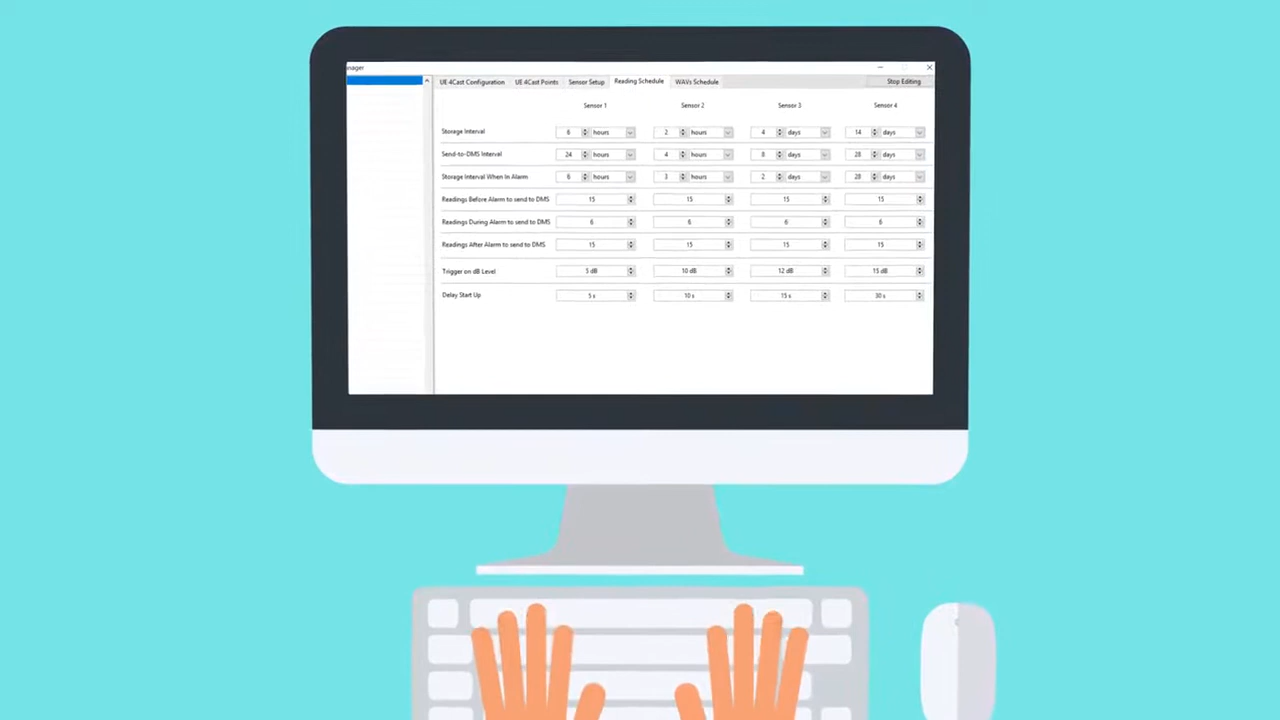 nager
UE 4Cast Configuration UE 4Cast Points Sensor Setup Reading Schedule WAVs Schedule Stop Editing
Sensor 1 Sensor 2 Sensor 3 Sensor 4
Storage Interval 6 hours 2 hours 4 days 14 days
Send-to-DMS Interval 24 hours 4 hours 8 days 28 days
Storage Interval When In Alarm 6 hours 3 hours 2 days 28 days
Readings Before Alarm to send to DMS 15 15 15 15
Readings During Alarm to send to DMS 6 6 6 6
Readings After Alarm to send to DMS 15 15 15 15
Trigger on dB Level 5 dB 10 dB 12 dB 15 dB
Delay Start Up 5 s 10 s 15 s 30 s